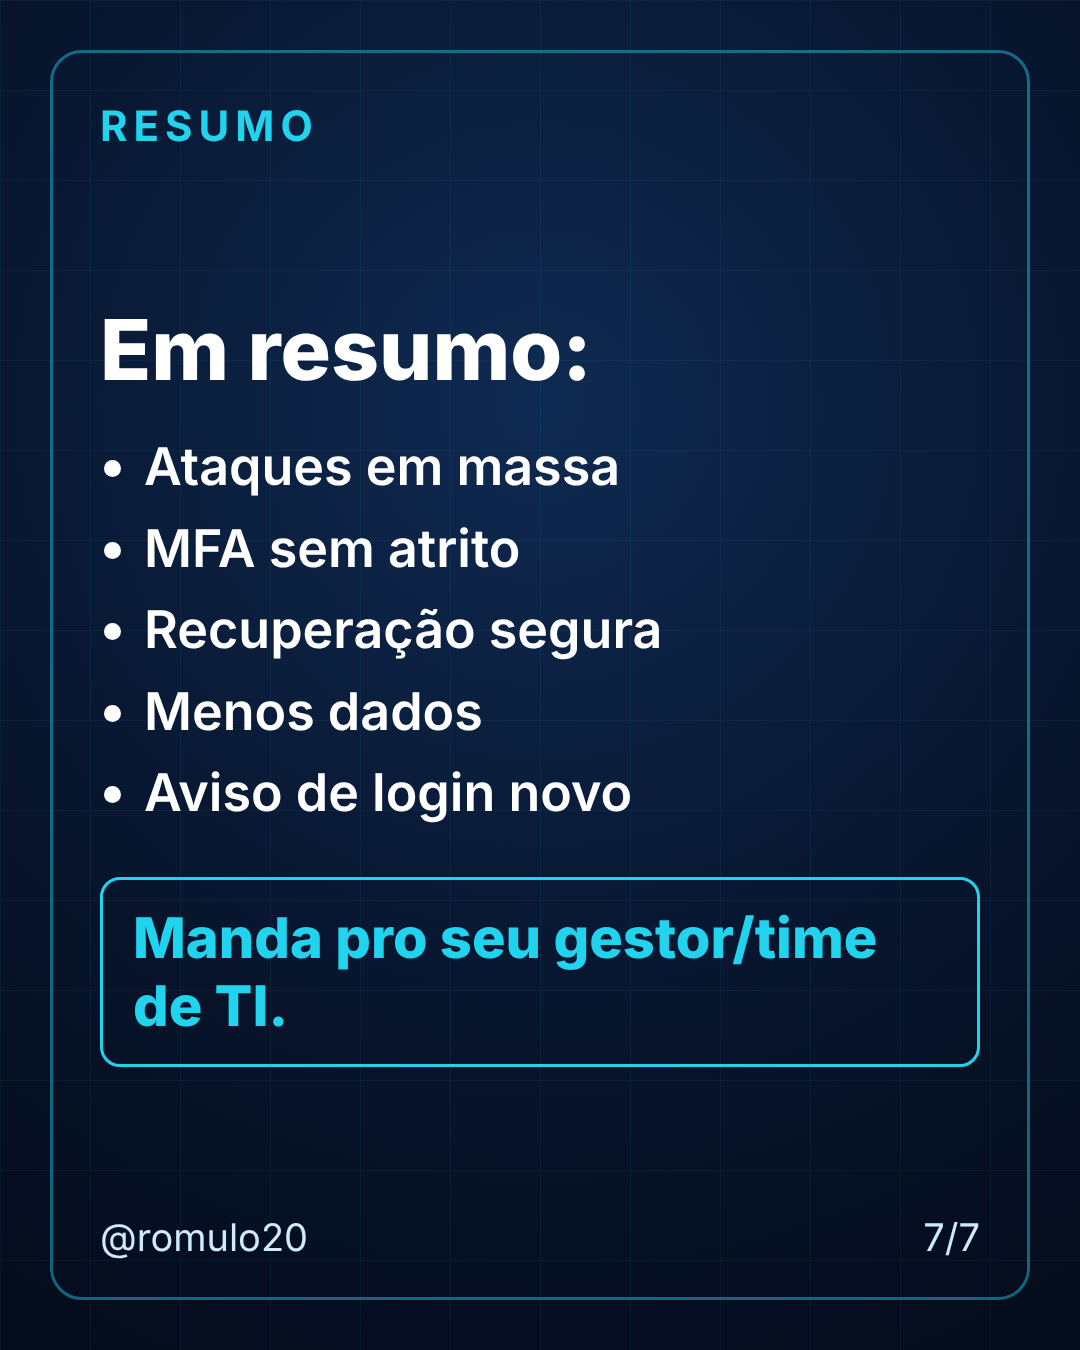 RESUMO
Em resumo:
• Ataques em massa
• MFA sem atrito
• Recuperação segura
• Menos dados
• Aviso de login novo
Manda pro seu gestor/time
de TI.
@romulo20
7/7